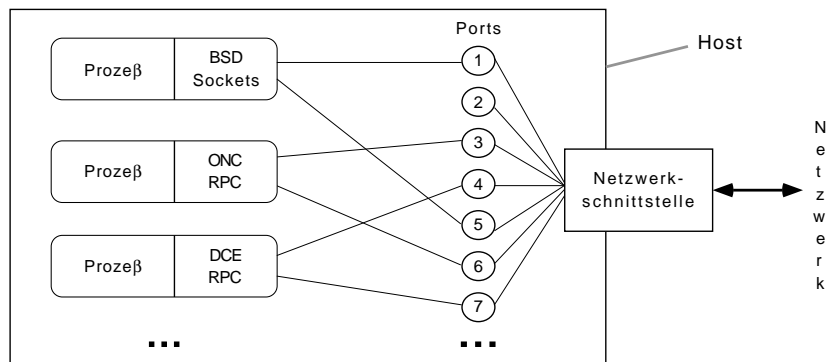 Ports
Host
Prozeβ
BSD
Sockets
1
2
Prozeβ
ONC
RPC
3
4
Netzwerk-
schnittstelle
5
Prozeβ
DCE
RPC
6
7
...
...
Netzwerk